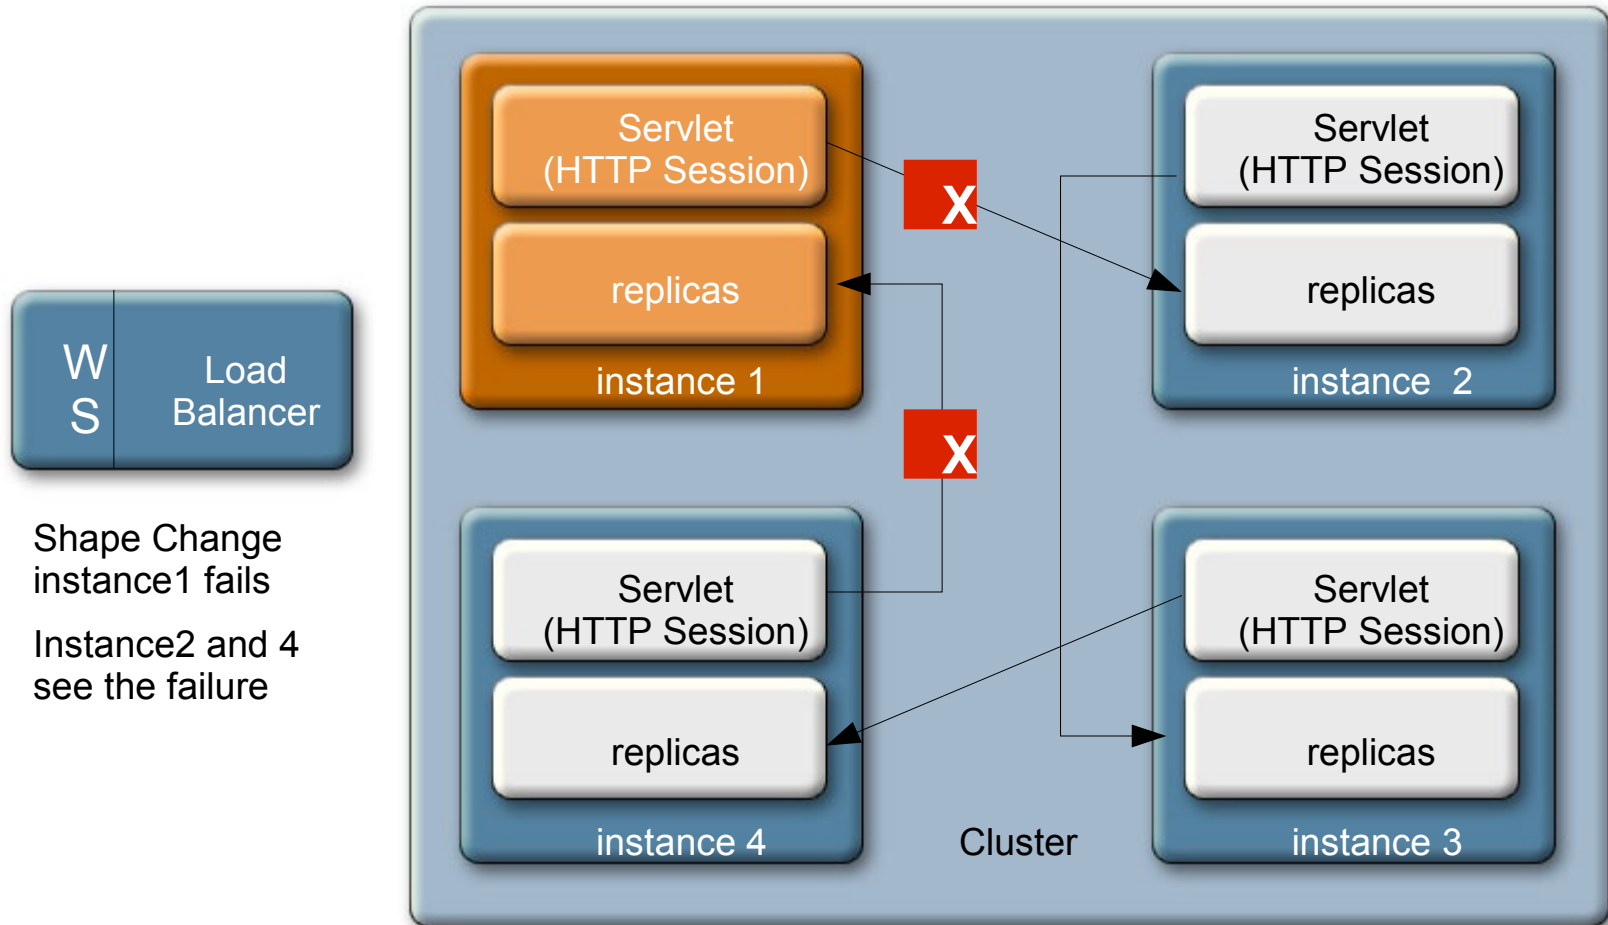 Servlet
(HTTP Session)
replicas
instance 1
X
Servlet
(HTTP Session)
replicas
instance 2
W
S
Load
Balancer
X
Shape Change
instance1 fails
Instance2 and 4
see the failure
Servlet
(HTTP Session)
replicas
instance 4
Cluster
Servlet
(HTTP Session)
replicas
instance 3